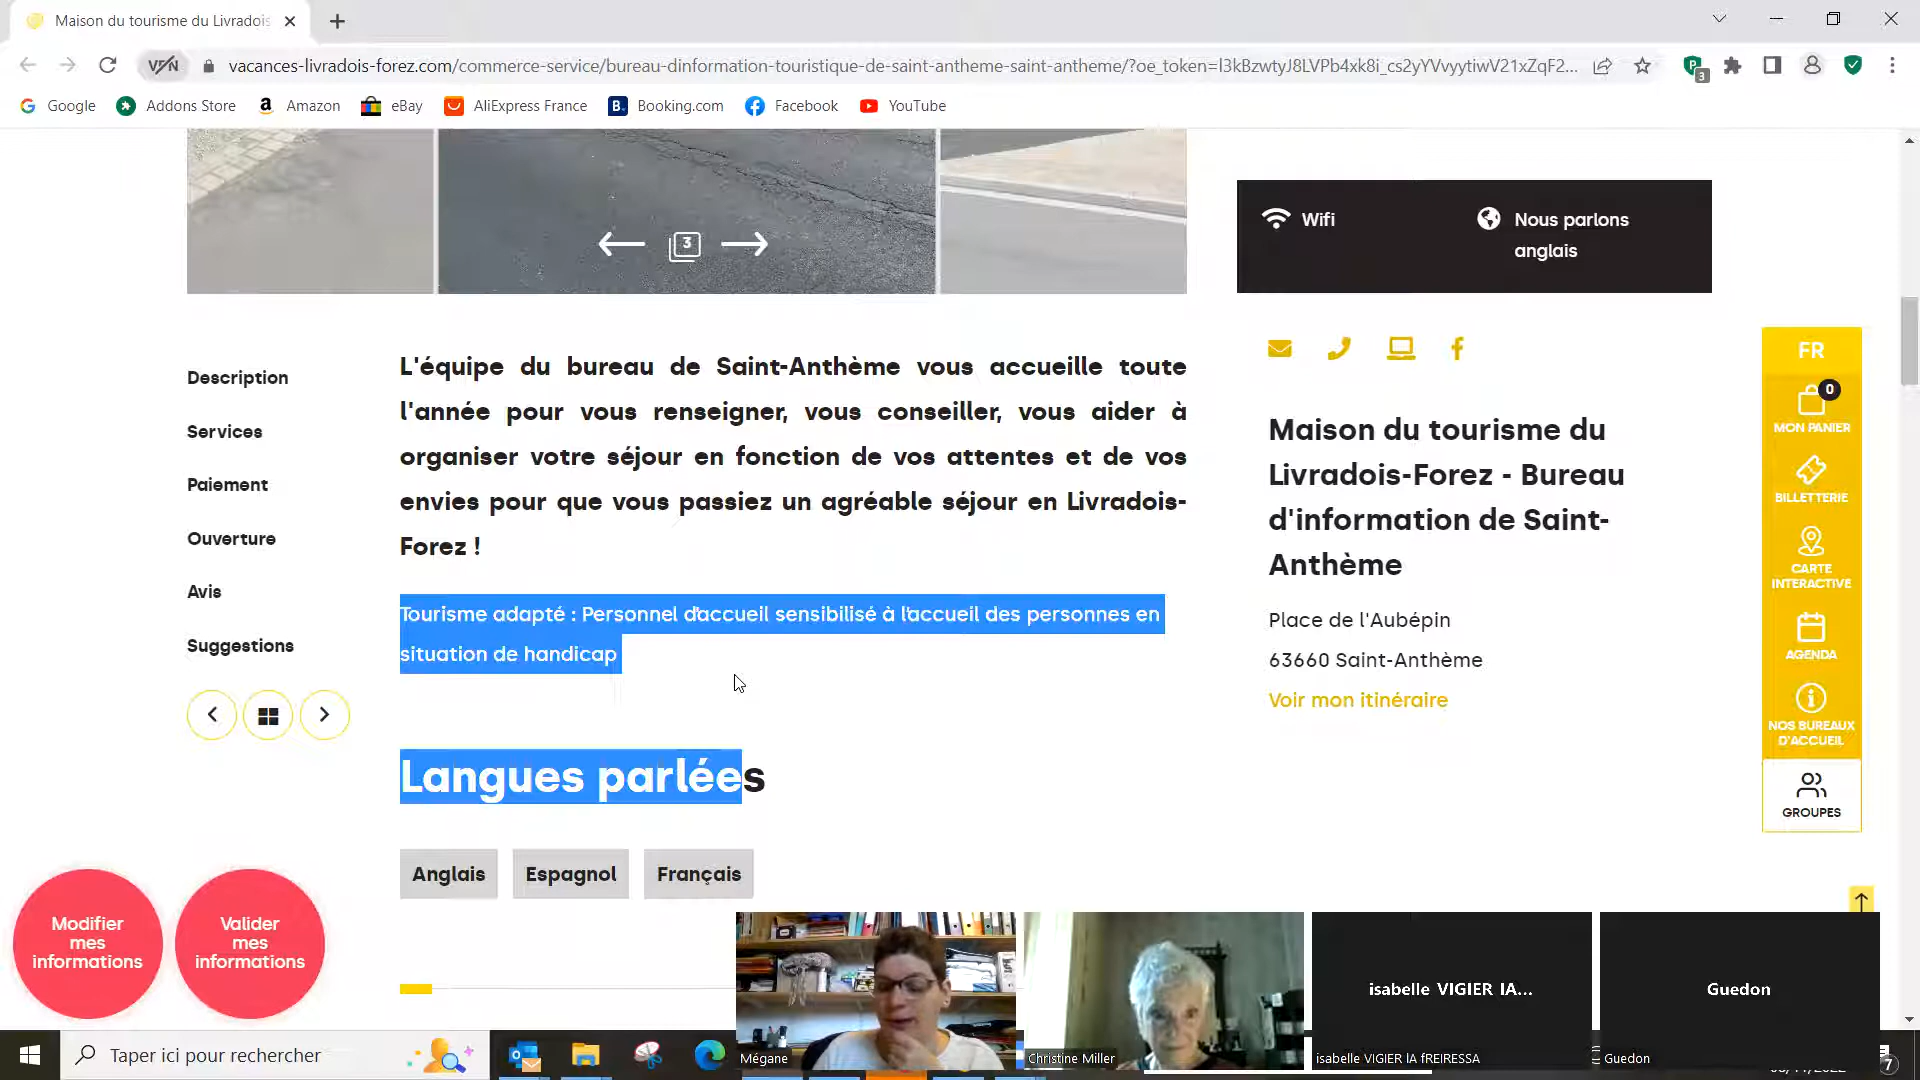 Maison du tourisme du Livradois
vacances-livradois-forez.com/commerce-service/bureau-dinformation-touristique-de-saint-antheme-saint-antheme/?oe_token=I3kBzwtyJ8LVPb4xk8i_cs2yYVvyytiwV21xZqF2...
3
Google
Addons Store
Amazon
eBay
AliExpress France
Booking.com
Facebook
YouTube
3
Wifi
Nous parlons
anglais
Description
Services
Paiement
Ouverture
Avis
Suggestions
L'équipe du bureau de Saint-Anthème vous accueille toute
l'année pour vous renseigner, vous conseiller, vous aider à
organiser votre séjour en fonction de vos attentes et de vos
envies pour que vous passiez un agréable séjour en Livradois-
Forez !
Tourisme adapté : Personnel d'accueil sensibilisé à l'accueil des personnes en
situation de handicap
Langues parlées
Anglais
Espagnol
Français
Maison du tourisme du
Livradois-Forez - Bureau
d'information de Saint-
Anthème
Place de l'Aubépin
63660 Saint-Anthème
Voir mon itinéraire
FR
0
MON PANIER
BILLETTERIE
CARTE
INTERACTIVE
AGENDA
NOS BUREAUX
D'ACCUEIL
GROUPES
Modifier
mes
informations
Valider
mes
informations
isabelle VIGIER lA...
Guedon
Mégane
Christine Miller
isabelle VIGIER lA fREIRESSA
Guedon
Taper ici pour rechercher
7